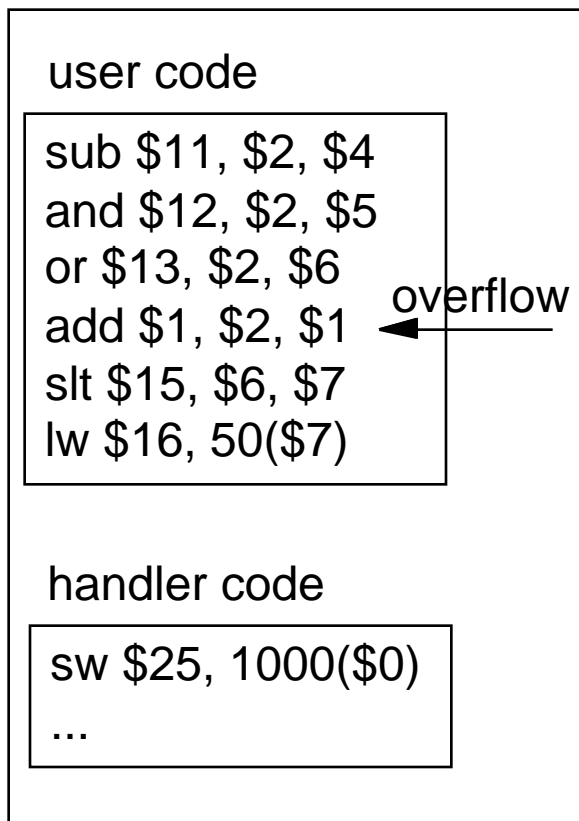 user code
sub $11, $2, $4
and $12, $2, $5
or $13, $2, $6
overflow
add $1, $2, $1
slt $15, $6, $7
lw $16, 50($7)
handler code
sw $25, 1000($0)
...